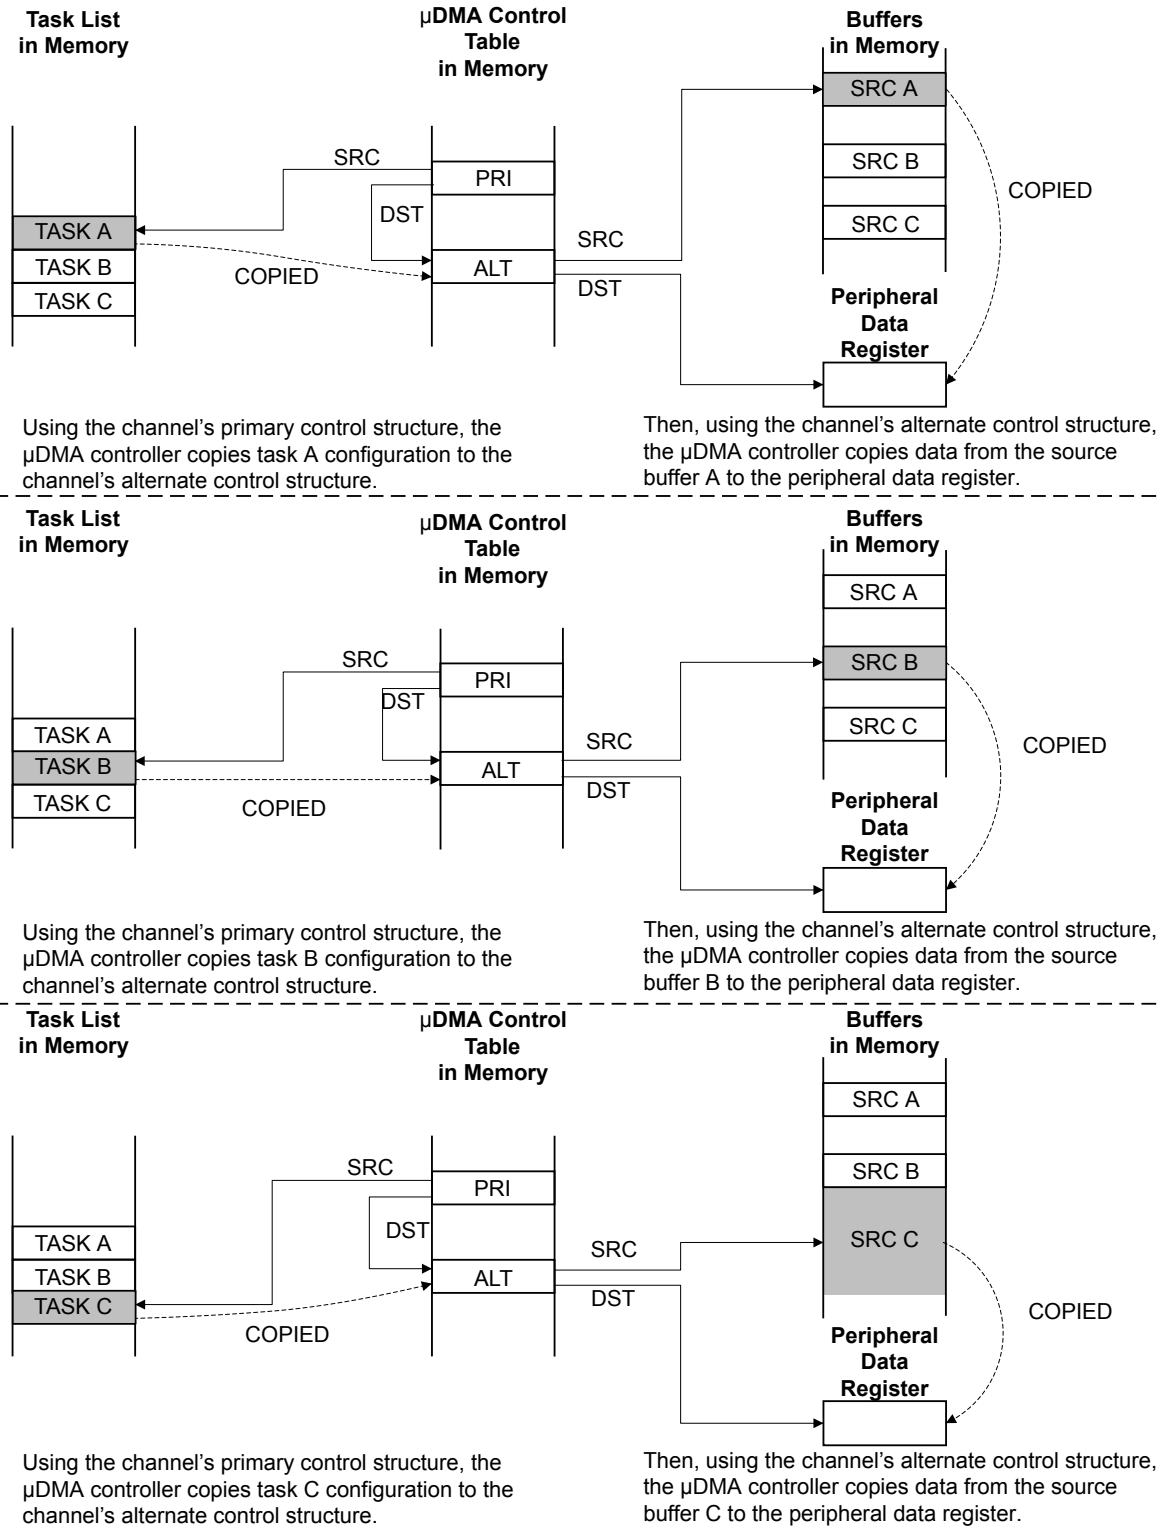 Task List
in Memory
µDMA Control
Table
in Memory
Buffers
in Memory
SRC A
SRC B
SRC C
SRC
PRI
DST
TASK A
TASK B
TASK C
COPIED
ALT
SRC
DST
COPIED
Peripheral
Data
Register
Using the channel's primary control structure, the
µDMA controller copies task A configuration to the
channel's alternate control structure.
Then, using the channel's alternate control structure,
the µDMA controller copies data from the source
buffer A to the peripheral data register.
Task List
in Memory
µDMA Control
Table
in Memory
Buffers
in Memory
SRC A
SRC B
SRC C
SRC
PRI
DST
TASK A
TASK B
TASK C
COPIED
ALT
SRC
DST
COPIED
Peripheral
Data
Register
Using the channel's primary control structure, the
µDMA controller copies task B configuration to the
channel's alternate control structure.
Then, using the channel's alternate control structure,
the µDMA controller copies data from the source
buffer B to the peripheral data register.
Task List
in Memory
µDMA Control
Table
in Memory
Buffers
in Memory
SRC A
SRC B
SRC C
SRC
PRI
DST
TASK A
TASK B
TASK C
COPIED
ALT
SRC
DST
COPIED
Peripheral
Data
Register
Using the channel's primary control structure, the
µDMA controller copies task C configuration to the
channel's alternate control structure.
Then, using the channel's alternate control structure,
the µDMA controller copies data from the source
buffer C to the peripheral data register.